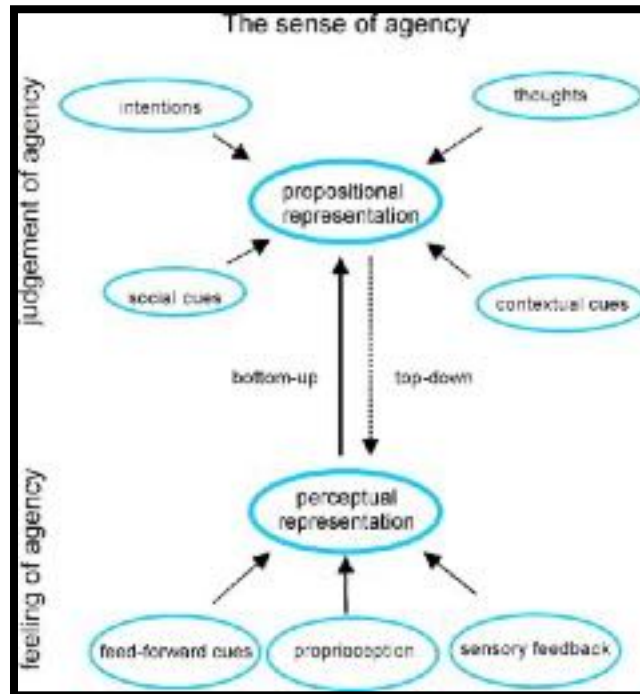 The sense of agency
judgement of agency
intentions
thoughts
propositional
representation
social cues
contextual cues
bottom-up
top-down
feeling of agency
perceptual
representation
feed-forward cues
proprioception
sensory feedback